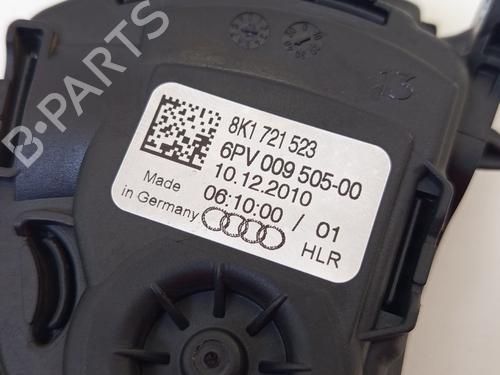 B-PARTS
13
8K1 721 523
6PV 009 505-00
10.12.2010
06:10:00 / 01
Made
in Germany
HLR